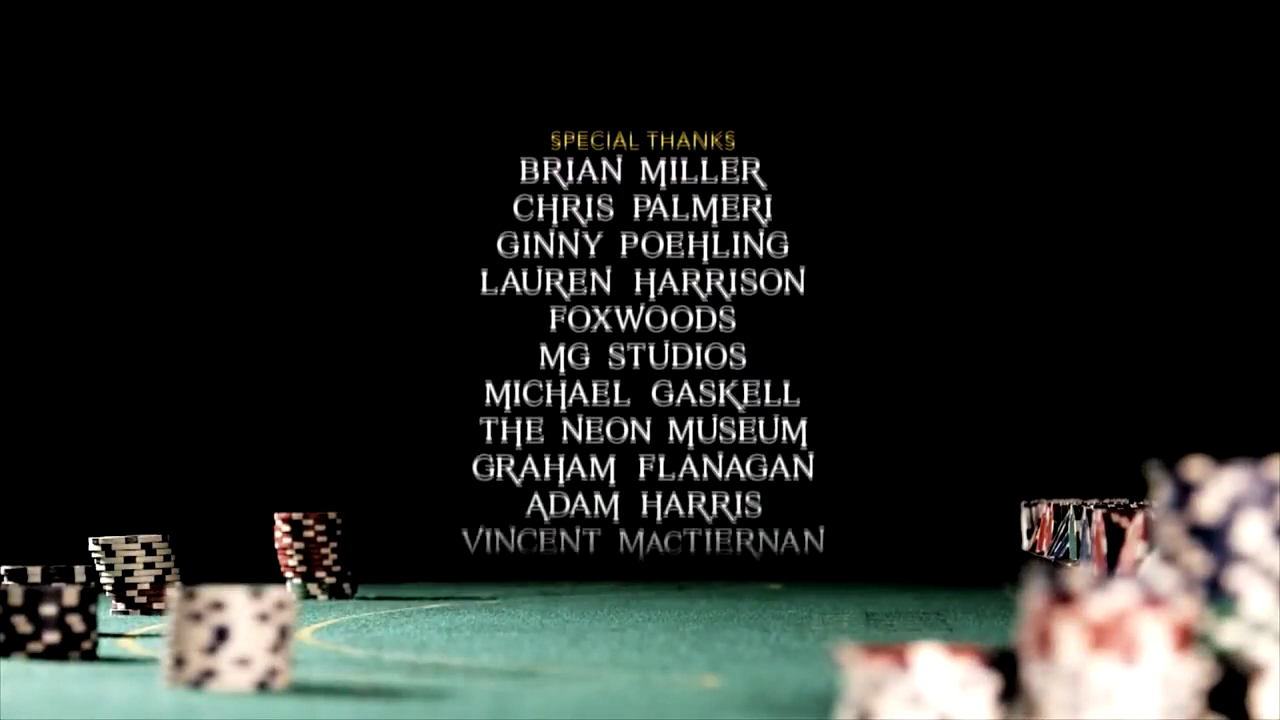 SPECIAL THANKS
BRIAN MILLER
CHRIS PALMERI
GINNY POEHLING
LAUREN HARRISON
FOXWOODS
MG STUDIOS
MICHAEL GASKELL
THE NEON MUSEUM
GRAHAM FLANAGAN
ADAM HARRIS
VINCENT MACTIERNAN